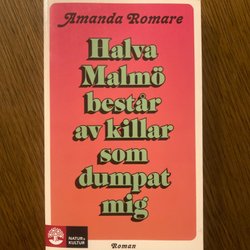 Amanda Romare
Halva
Malmö
består
av killar
som
dumpat
mig
NATUR &
KULTUR
Roman